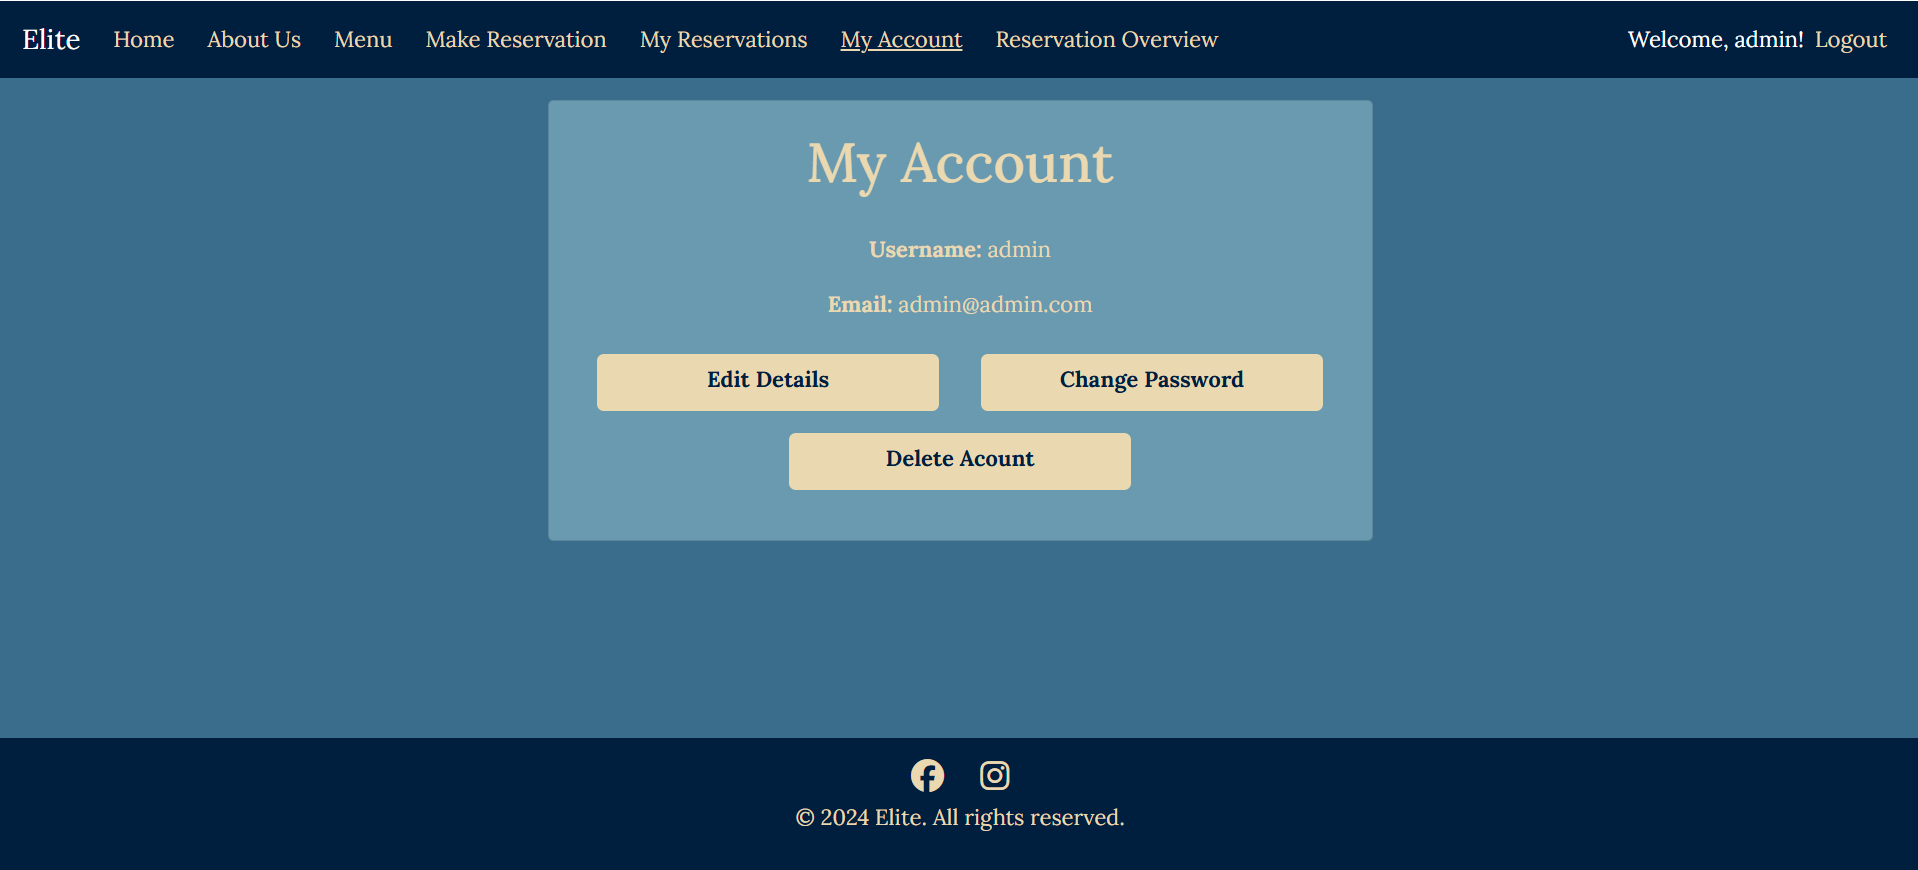 Elite Home About Us Menu Make Reservation My Reservations My Account Reservation Overview Welcome, admin! Logout
My Account
Username: admin
Email: admin@admin.com
Edit Details Change Password
Delete Acount
© 2024 Elite. All rights reserved.